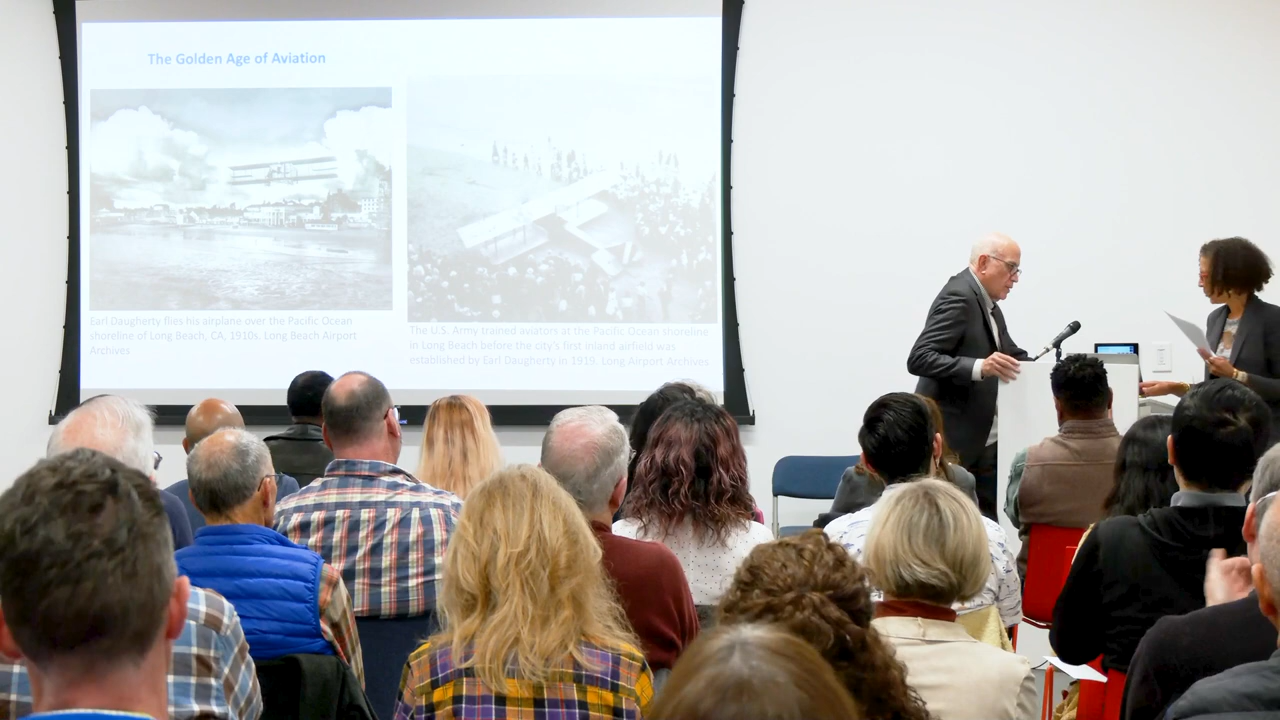 The Golden Age of Aviation
Earl Daugherty flies his airplane over the Pacific Ocean
shoreline of Long Beach, CA, 1910s. Long Beach Airport
Archives
The U.S. Army trained aviators at the Pacific Ocean shoreline
in Long Beach before the city's first inland airfield was
established by Earl Daugherty in 1919. Long Airport Archives